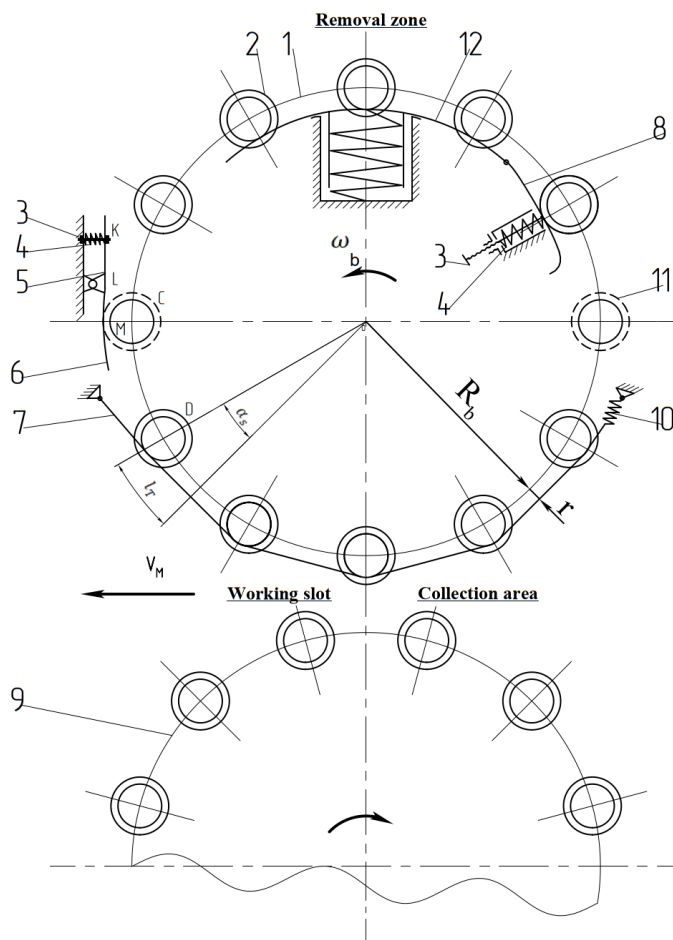 Removal zone
2 1 12
8
3 K
4
5 L
ω b
3
4
11
C
M
6
7
D
α s
R b
10
l T
r
V M
Working slot Collection area
9